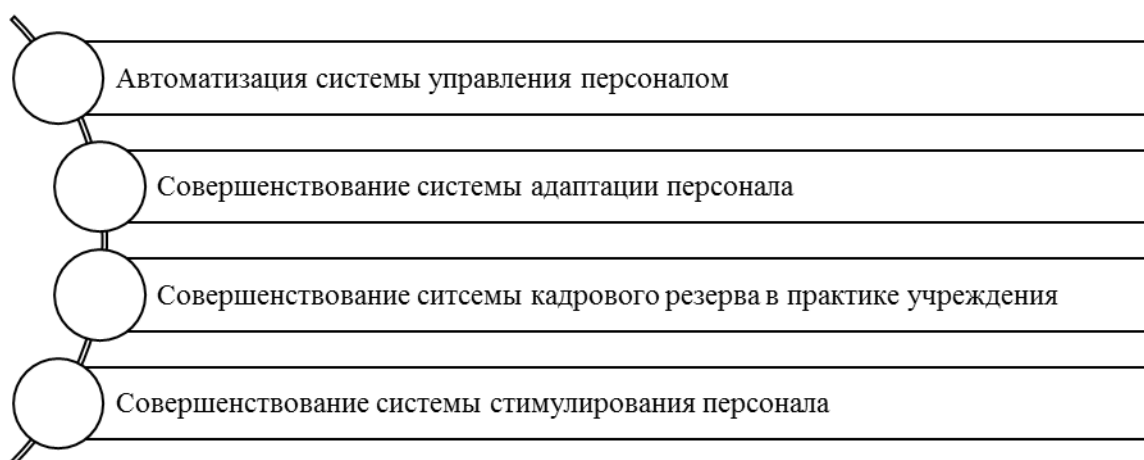 Автоматизация системы управления персоналом
Совершенствование системы адаптации персонала
Совершенствование ситсемы кадрового резерва в практике учреждения
Совершенствование системы стимулирования персонала